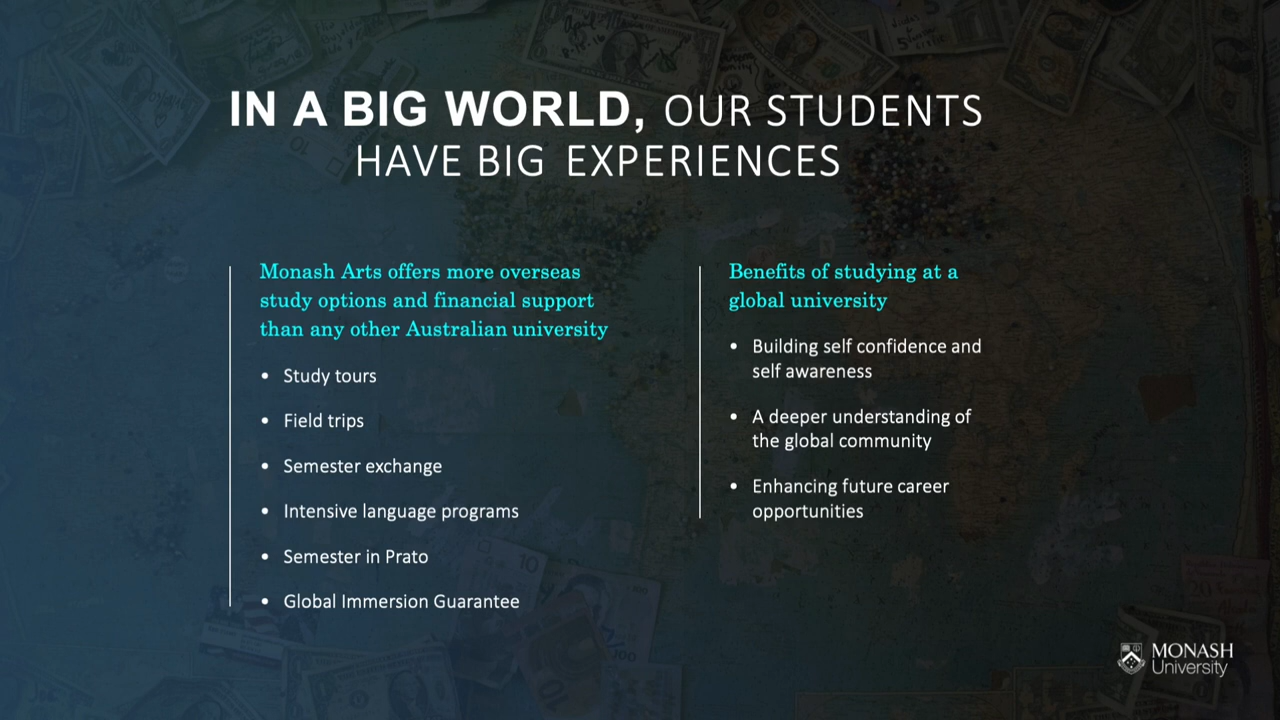 IN A BIG WORLD, OUR STUDENTS
HAVE BIG EXPERIENCES
Monash Arts offers more overseas
study options and financial support
than any other Australian university
• Study tours
• Field trips
• Semester exchange
• Intensive language programs
• Semester in Prato
• Global Immersion Guarantee
Benefits of studying at a
global university
• Building self confidence and
self awareness
• A deeper understanding of
the global community
• Enhancing future career
opportunities
MONASH
University